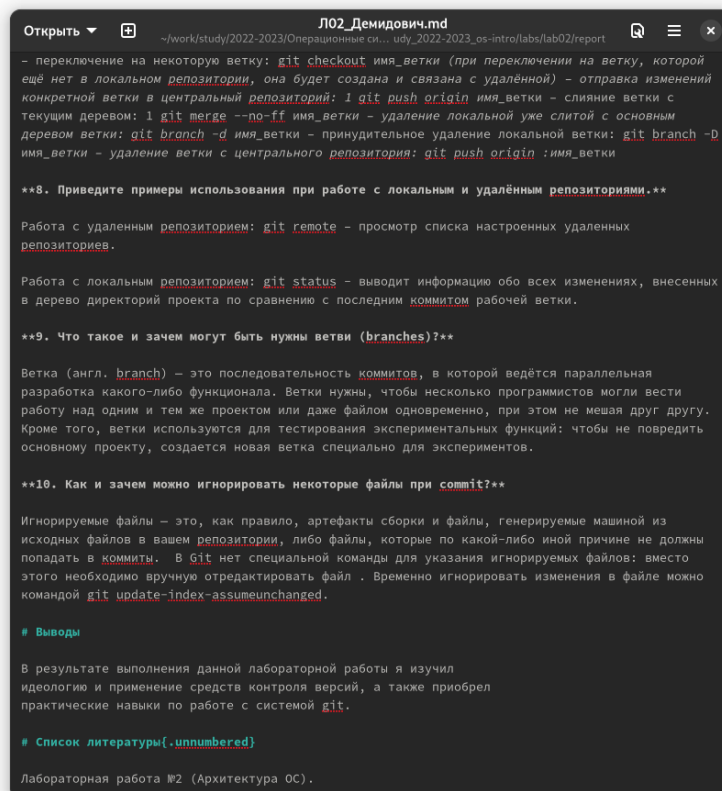 Открыть
Л02_Демидович.md
~/work/study/2022-2023/Операционные си… udy_2022-2023_os-intro/labs/lab02/report
– переключение на некоторую ветку: git checkout имя_ветки (при переключении на ветку, которой
ещё нет в локальном репозитории, она будет создана и связана с удалённой) – отправка изменений
конкретной ветки в центральный репозиторий: 1 git push origin имя_ветки – слияние ветки с
текущим деревом: 1 git merge --no-ff имя_ветки – удаление локальной уже слитой с основным
деревом ветки: git branch -d имя_ветки – принудительное удаление локальной ветки: git branch -D
имя_ветки – удаление ветки с центрального репозитория: git push origin :имя_ветки
**8. Приведите примеры использования при работе с локальным и удалённым репозиториями.**
Работа с удаленным репозиторием: git remote – просмотр списка настроенных удаленных
репозиториев.
Работа с локальным репозиторием: git status - выводит информацию обо всех изменениях, внесенных
в дерево директорий проекта по сравнению с последним коммитом рабочей ветки.
**9. Что такое и зачем могут быть нужны ветви (branches)?**
Ветка (англ. branch) — это последовательность коммитов, в которой ведётся параллельная
разработка какого-либо функционала. Ветки нужны, чтобы несколько программистов могли вести
работу над одним и тем же проектом или даже файлом одновременно, при этом не мешая друг другу.
Кроме того, ветки используются для тестирования экспериментальных функций: чтобы не повредить
основному проекту, создается новая ветка специально для экспериментов.
**10. Как и зачем можно игнорировать некоторые файлы при commit?**
Игнорируемые файлы — это, как правило, артефакты сборки и файлы, генерируемые машиной из
исходных файлов в вашем репозитории, либо файлы, которые по какой-либо иной причине не должны
попадать в коммиты.  В Git нет специальной команды для указания игнорируемых файлов: вместо
этого необходимо вручную отредактировать файл . Временно игнорировать изменения в файле можно
командой git update-index-assumeunchanged.
# Выводы
В результате выполнения данной лабораторной работы я изучил
идеологию и применение средств контроля версий, а также приобрел
практические навыки по работе с системой git.
# Список литературы{.unnumbered}
Лабораторная работа №2 (Архитектура ОС).